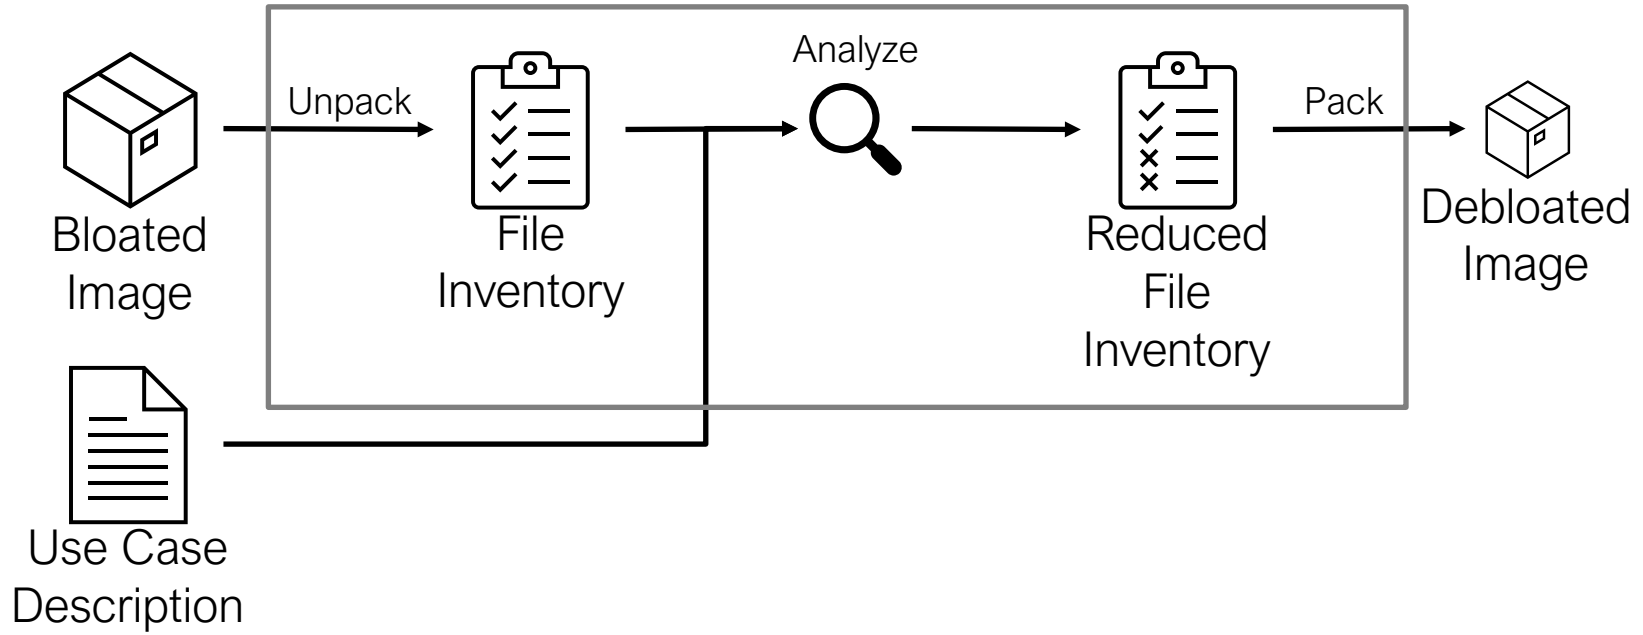 Analyze
Unpack
Pack
Bloated
Image
File
Inventory
Reduced
File
Inventory
Debloated
Image
Use Case
Description